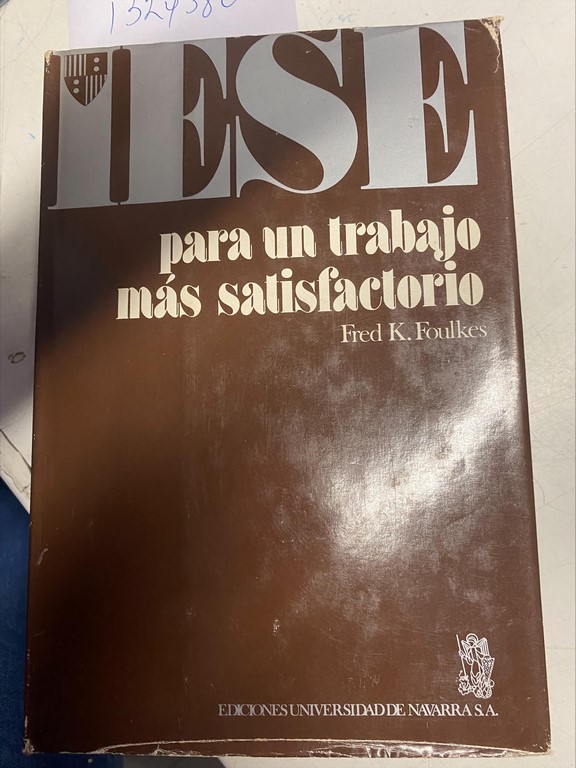 IESE
para un trabajo
más satisfactorio
Fred K. Foulkes
EDICIONES UNIVERSIDAD DE NAVARRA S.A.